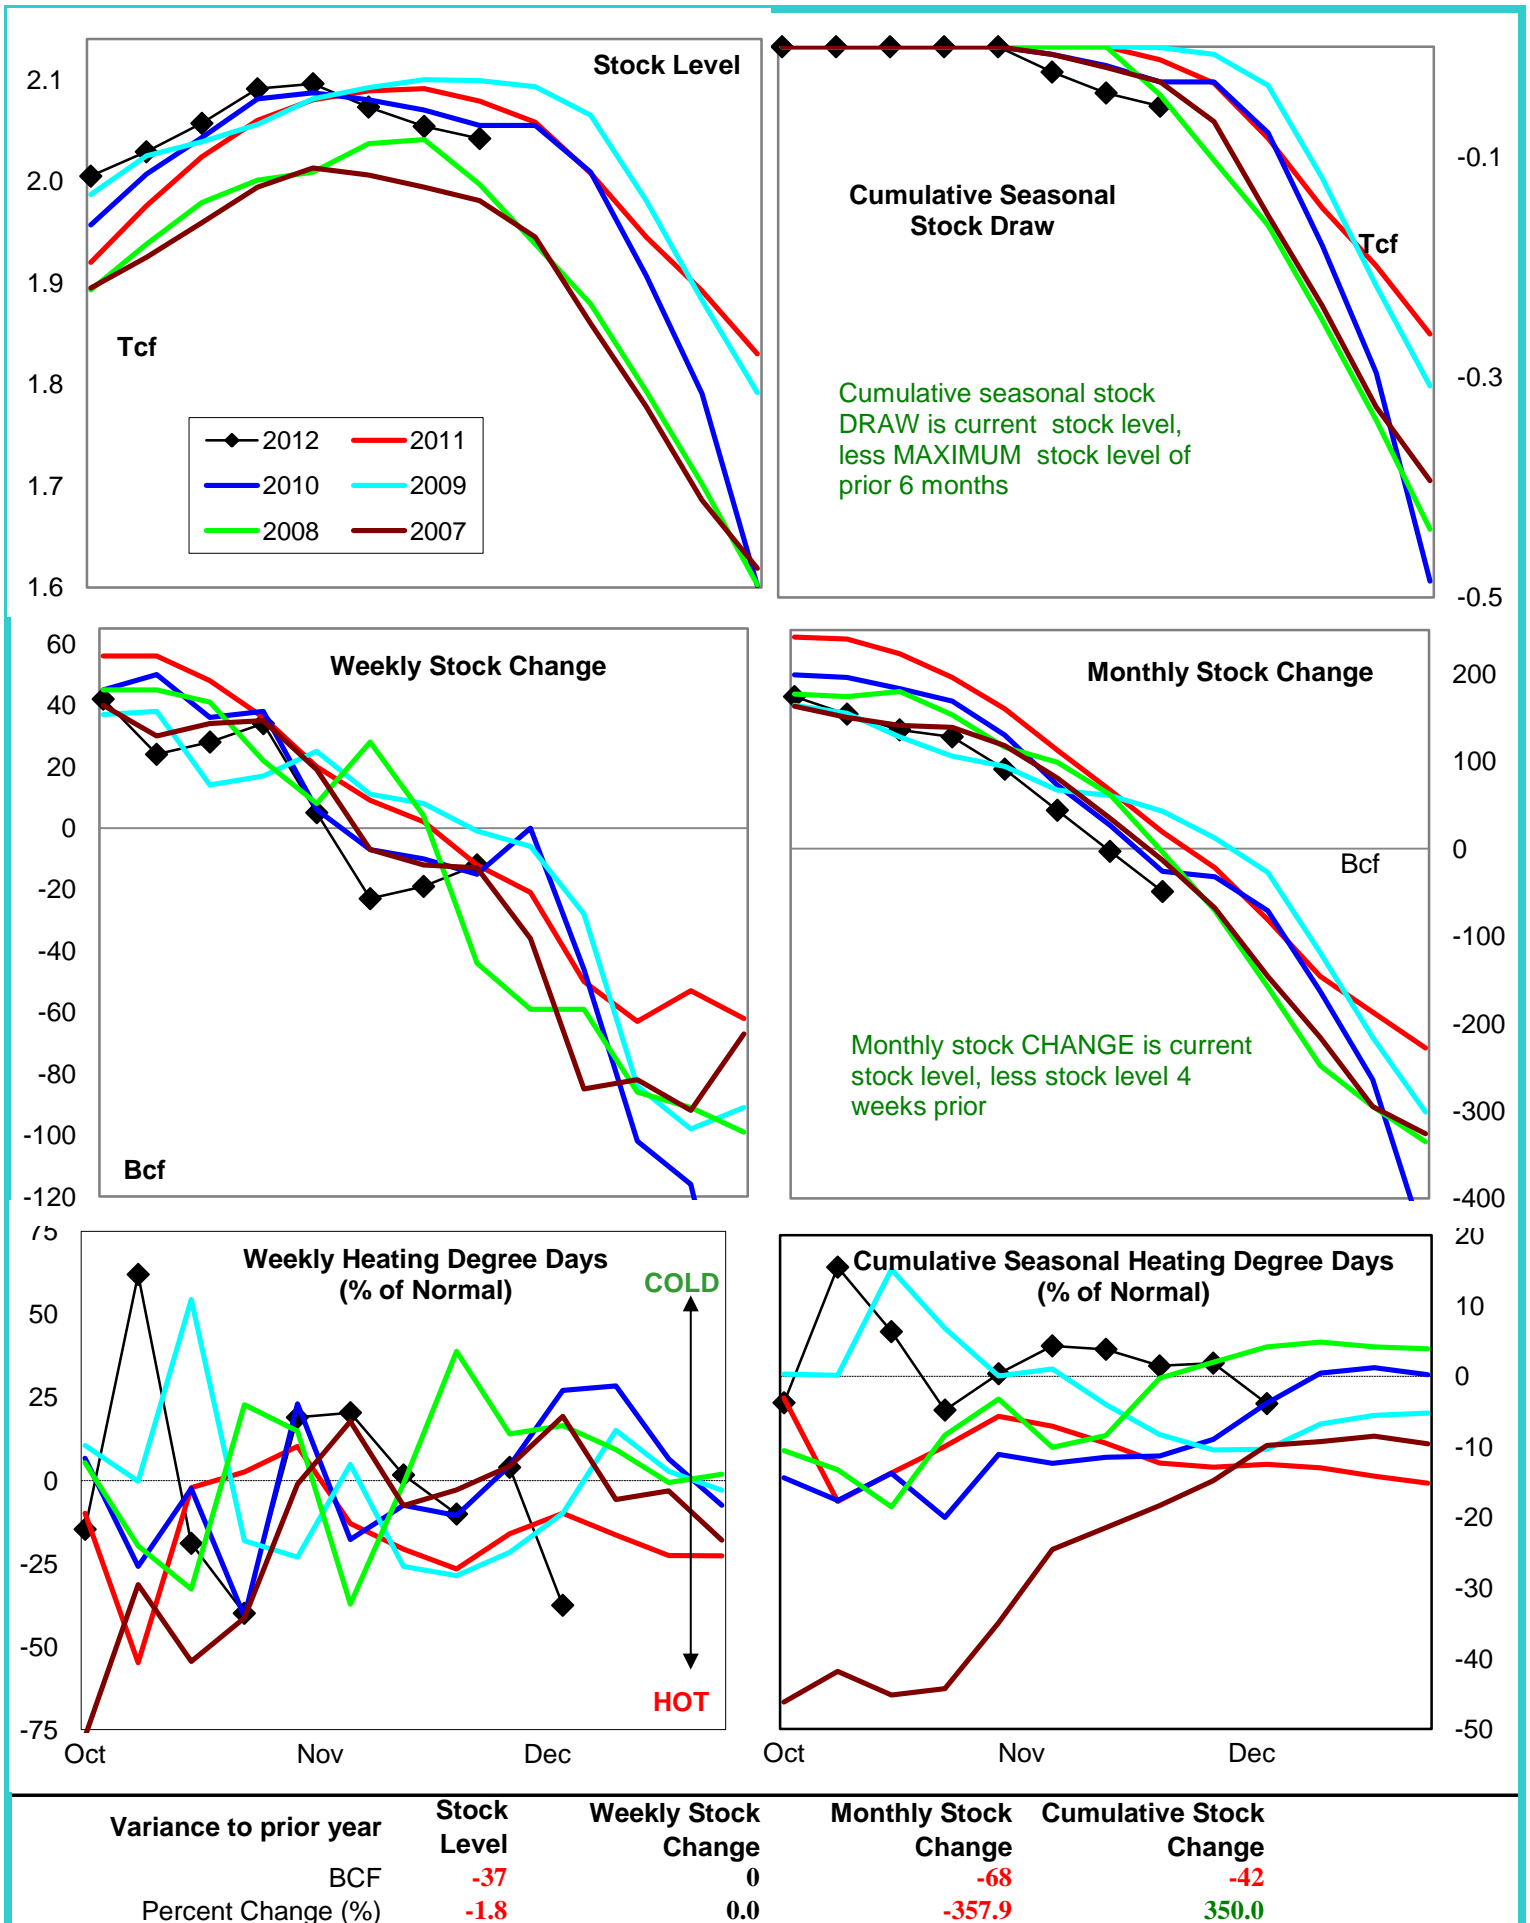 Stock Level
2.1
2.0
1.9
1.8
1.7
1.6
Tcf
2012 2011
2010 2009
2008 2007
Cumulative Seasonal
Stock Draw
Tcf
-0.1
-0.3
-0.5
Cumulative seasonal stock
DRAW is current stock level,
less MAXIMUM stock level of
prior 6 months
Weekly Stock Change
60
40
20
0
-20
-40
-60
-80
-100
-120
Bcf
Monthly Stock Change
200
100
0
-100
-200
-300
-400
Bcf
Monthly stock CHANGE is current
stock level, less stock level 4
weeks prior
Weekly Heating Degree Days
(% of Normal)
COLD
HOT
75
50
25
0
-25
-50
-75
Oct Nov Dec
Cumulative Seasonal Heating Degree Days
(% of Normal)
20
10
0
-10
-20
-30
-40
-50
Oct Nov Dec
Variance to prior year Stock Level Weekly Stock Change Monthly Stock Change Cumulative Stock Change
BCF -37 0 -68 -42
Percent Change (%) -1.8 0.0 -357.9 350.0